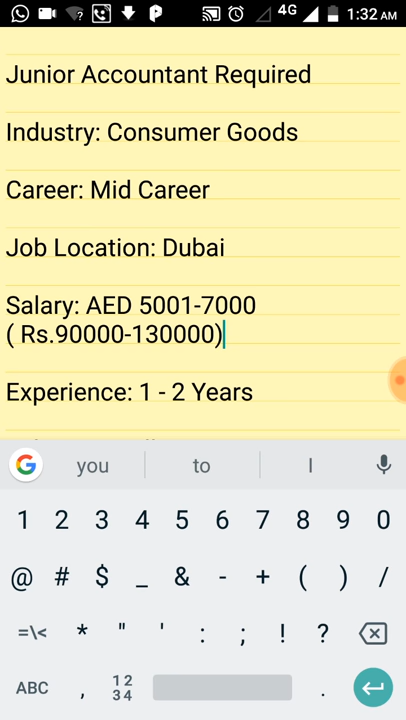 4G 1:32 AM
Junior Accountant Required
Industry: Consumer Goods
Career: Mid Career
Job Location: Dubai
Salary: AED 5001-7000
( Rs.90000-130000)
Experience: 1 - 2 Years
G you to I
1 2 3 4 5 6 7 8 9 0
@ # $ _ & - + ( ) /
=\< * " ' : ; ! ?
ABC , 12 .
34